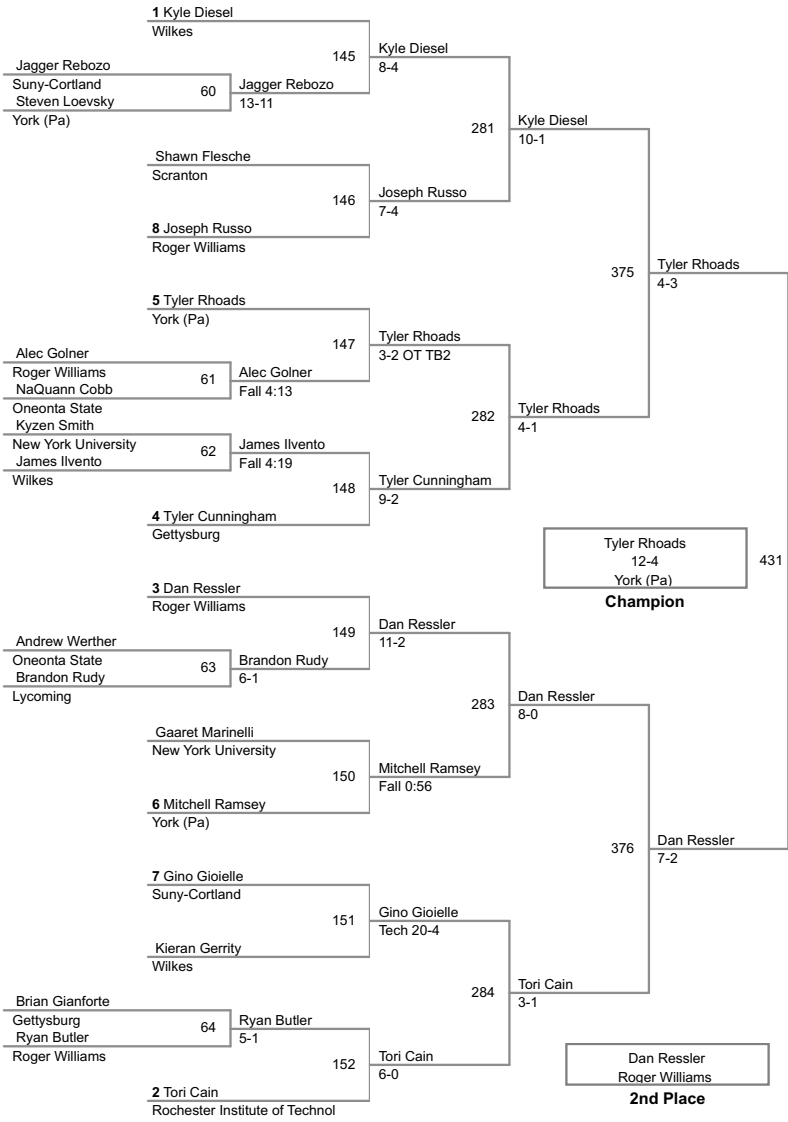 1 Kyle Diesel
Wilkes
145
Kyle Diesel
8-4
Jagger Rebozo
Suny-Cortland
60
Steven Loevsky
York (Pa)
Jagger Rebozo
13-11
281
Kyle Diesel
10-1
Shawn Flesche
Scranton
146
Joseph Russo
7-4
8 Joseph Russo
Roger Williams
375
Tyler Rhoads
4-3
5 Tyler Rhoads
York (Pa)
147
Tyler Rhoads
3-2 OT TB2
Alec Golner
Roger Williams
61
NaQuann Cobb
Oneonta State
Alec Golner
Fall 4:13
282
Tyler Rhoads
4-1
Kyzen Smith
New York University
62
James Ilvento
Wilkes
James Ilvento
Fall 4:19
148
Tyler Cunningham
9-2
4 Tyler Cunningham
Gettysburg
Tyler Rhoads
12-4
York (Pa)
431
Champion
3 Dan Ressler
Roger Williams
149
Dan Ressler
11-2
Andrew Werther
Oneonta State
63
Brandon Rudy
Lycoming
Brandon Rudy
6-1
283
Dan Ressler
8-0
Gaaret Marinelli
New York University
150
Mitchell Ramsey
Fall 0:56
6 Mitchell Ramsey
York (Pa)
376
Dan Ressler
7-2
7 Gino Gioielle
Suny-Cortland
151
Gino Gioielle
Tech 20-4
Kieran Gerrity
Wilkes
284
Tori Cain
3-1
Brian Gianforte
Gettysburg
64
Ryan Butler
Roger Williams
Ryan Butler
5-1
152
Tori Cain
6-0
2 Tori Cain
Rochester Institute of Technol
Dan Ressler
Roger Williams
2nd Place